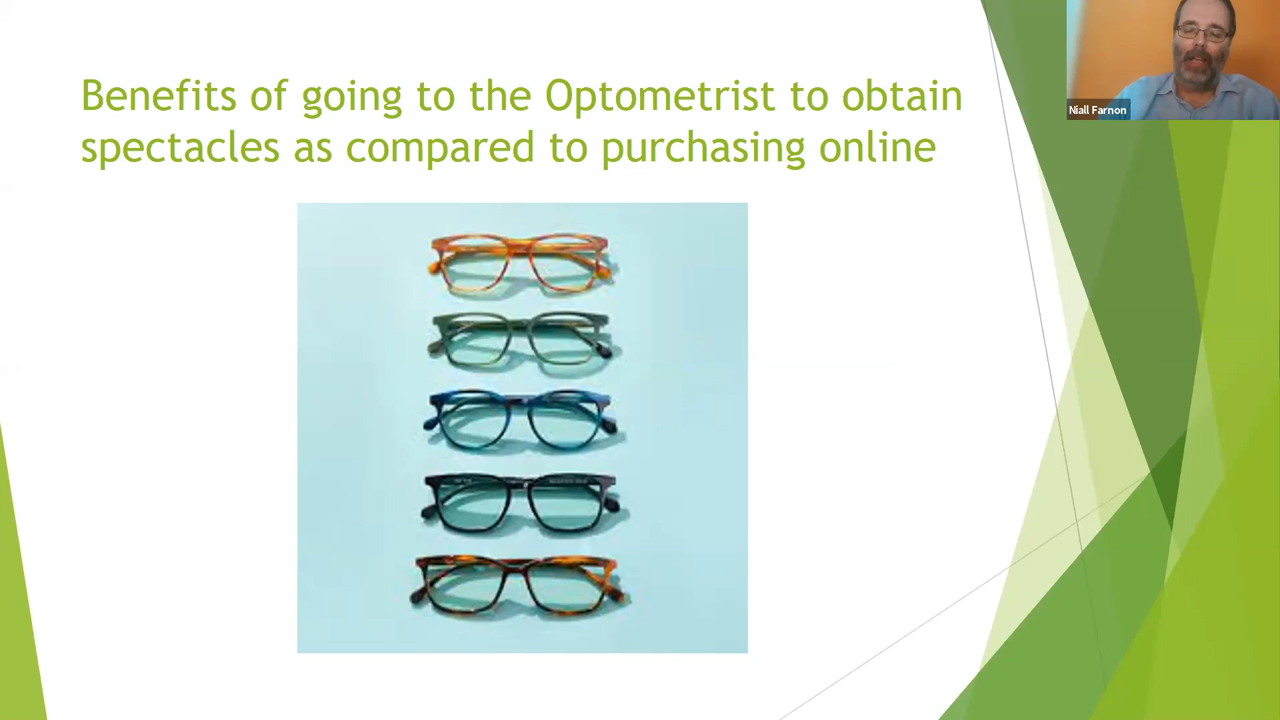 Benefits of going to the Optometrist to obtain
spectacles as compared to purchasing online
Niall Farnon